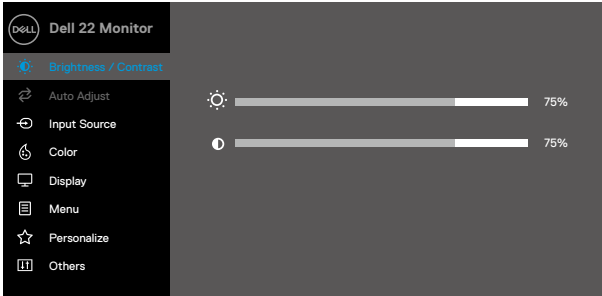 DELL Dell 22 Monitor
Brightness / Contrast
Auto Adjust
75%
Input Source
Color
75%
Display
Menu
Personalize
Others